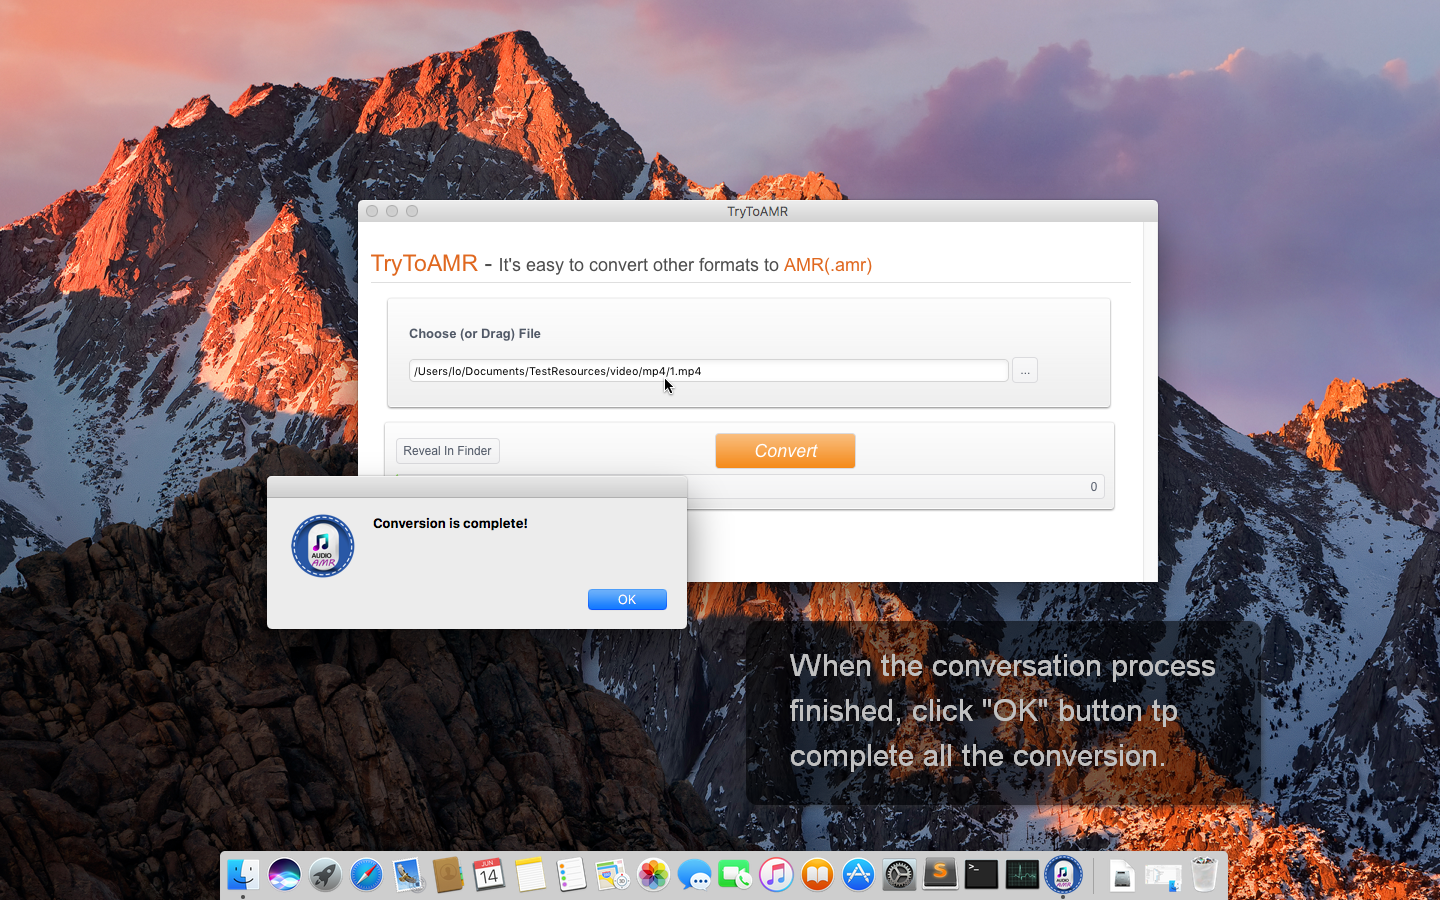 TryToAMR
TryToAMR - It's easy to convert other formats to AMR(.amr)
Choose (or Drag) File
/Users/lo/Documents/TestResources/video/mp4/1.mp4
...
Reveal In Finder
Convert
0
Conversion is complete!
AUDIO
AMR
OK
When the conversation process
finished, click "OK" button tp
complete all the conversion.
JUN
14
S
>_
AUDIO
AMR